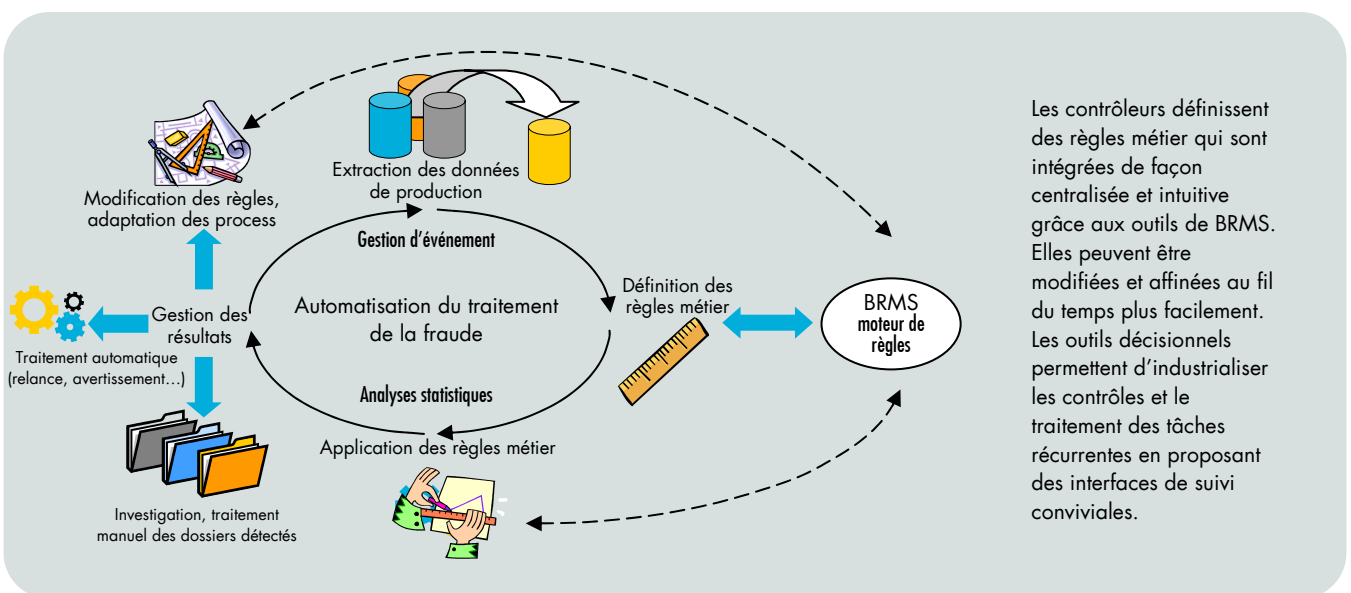 Extraction des données
de production
Modification des règles,
adaptation des process
Gestion d'événement
Automatisation du traitement
de la fraude
Définition des
règles métier
BRMS
moteur de
règles
Gestion des
résultats
Traitement automatique
(relance, avertissement...)
Analyses statistiques
Application des règles métier
Investigation, traitement
manuel des dossiers détectés
Les contrôleurs définissent
des règles métier qui sont
intégrées de façon
centralisée et intuitive
grâce aux outils de BRMS.
Elles peuvent être
modifiées et affinées au fil
du temps plus facilement.
Les outils décisionnels
permettent d'industrialiser
les contrôles et le
traitement des tâches
récurrentes en proposant
des interfaces de suivi
conviviales.